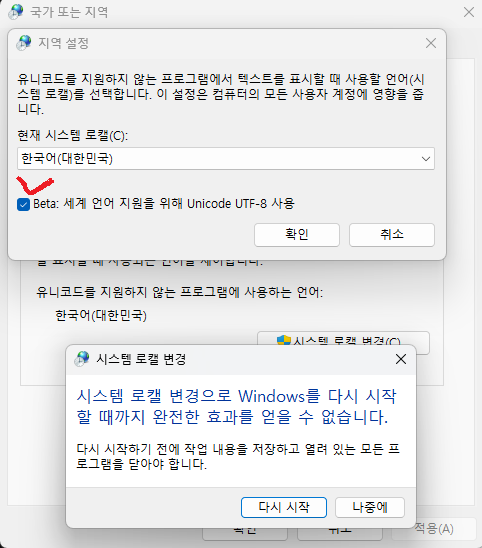 국가 또는 지역
지역 설정
유니코드를 지원하지 않는 프로그램에서 텍스트를 표시할 때 사용할 언어(시
스템 로캘)를 선택합니다. 이 설정은 컴퓨터의 모든 사용자 계정에 영향을 줍
니다.
현재 시스템 로캘(C):
한국어(대한민국)
Beta: 세계 언어 지원을 위해 Unicode UTF-8 사용
확인
취소
유니코드를 지원하지 않는 프로그램에 사용하는 언어:
한국어(대한민국)
시스템 로캘 변경(C)...
시스템 로캘 변경
시스템 로캘 변경으로 Windows를 다시 시작
할 때까지 완전한 효과를 얻을 수 없습니다.
다시 시작하기 전에 작업 내용을 저장하고 열려 있는 모든 프
로그램을 닫아야 합니다.
다시 시작
나중에
확인
취소
적용(A)